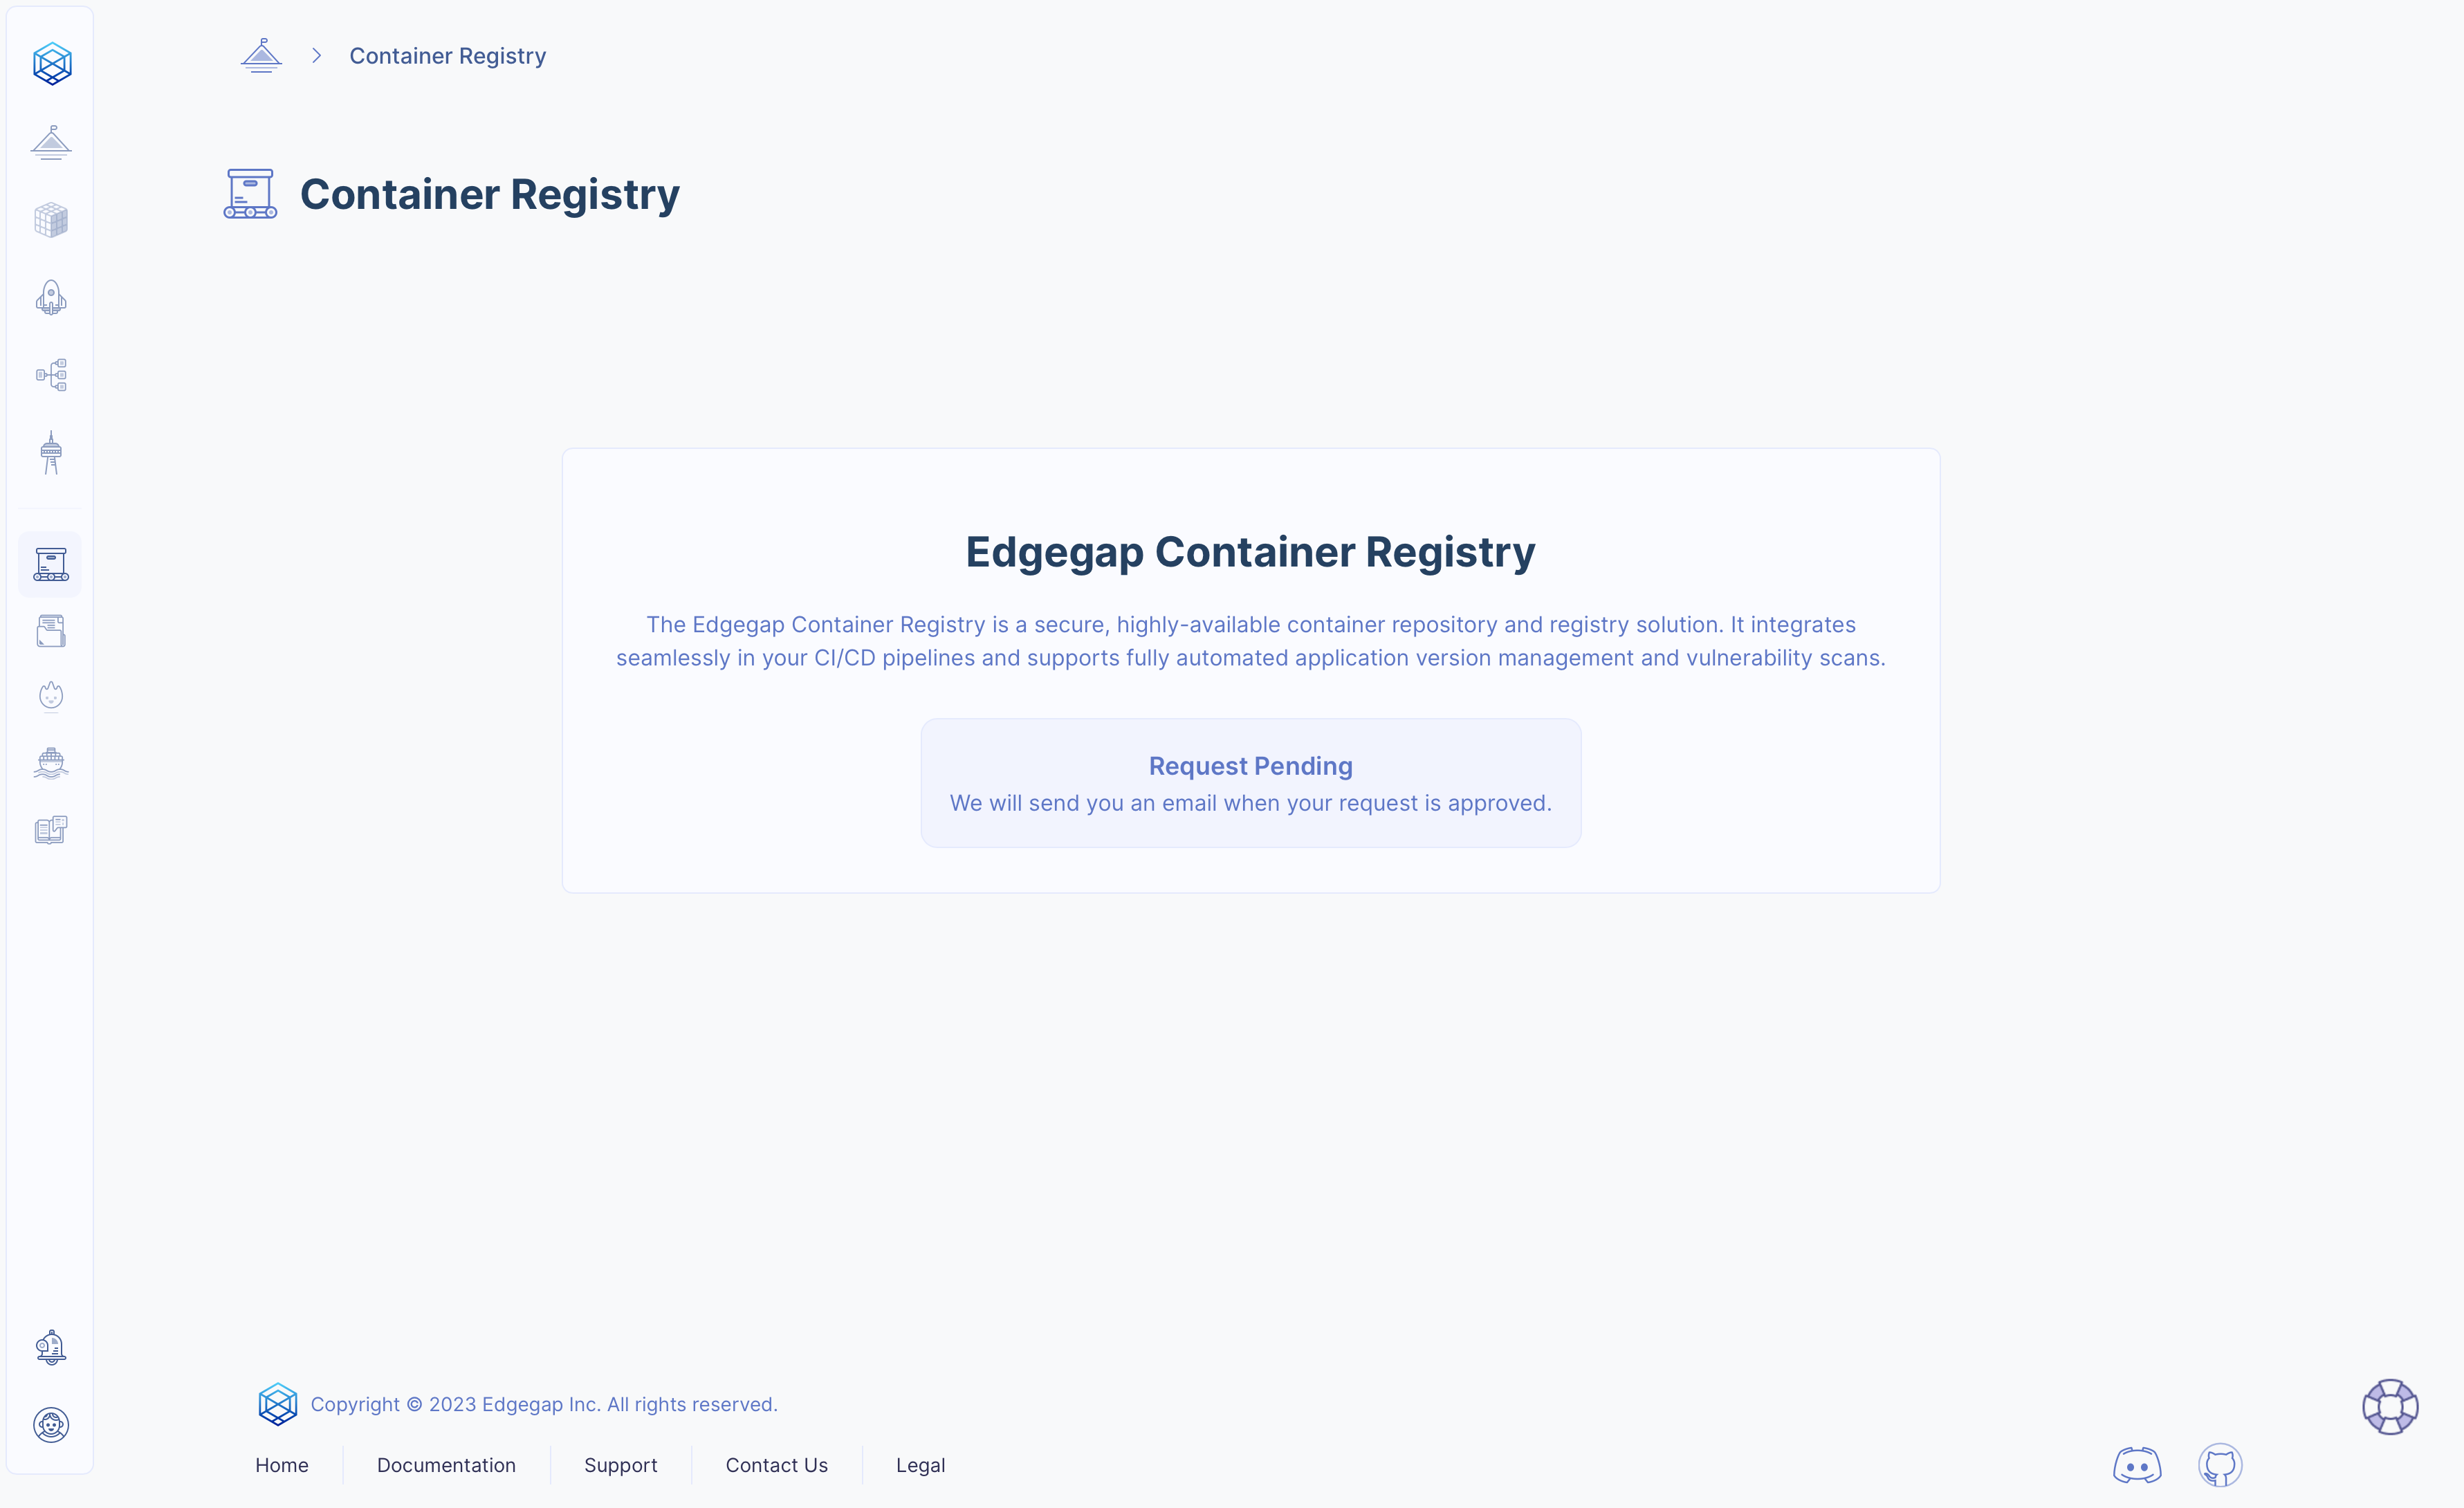 Container Registry
Container Registry
Edgegap Container Registry
The Edgegap Container Registry is a secure, highly-available container repository and registry solution. It integrates
seamlessly in your CI/CD pipelines and supports fully automated application version management and vulnerability scans.
Request Pending
We will send you an email when your request is approved.
Copyright © 2023 Edgegap Inc. All rights reserved.
Home
Documentation
Support
Contact Us
Legal